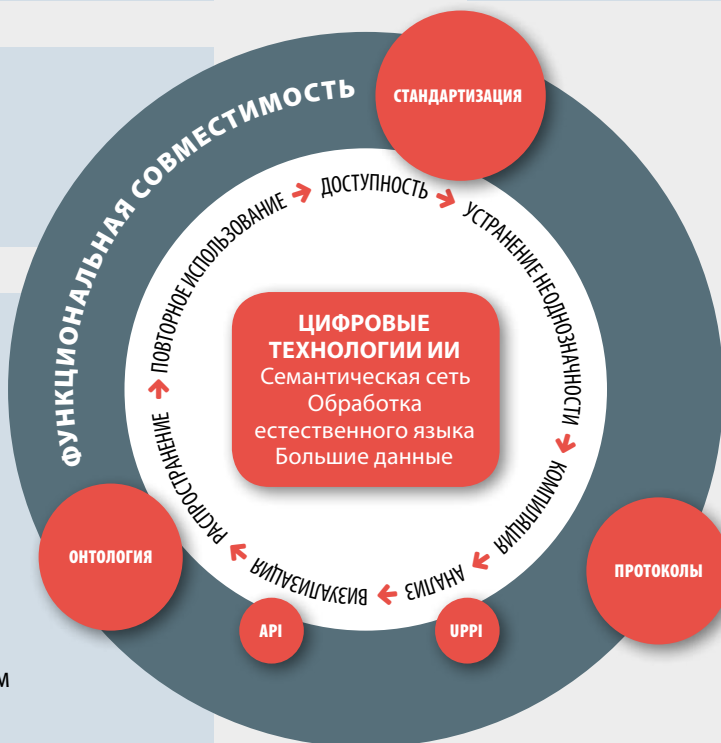 ФУНКЦИОНАЛЬНАЯ СОВМЕСТИМОСТЬ
СТАНДАРТИЗАЦИЯ
ДОСТУПНОСТЬ
УСТРАНЕНИЕ НЕОДНОЗНАЧНОСТИ
КОМПИЛЯЦИЯ
АНАЛИЗ
ВИЗУАЛИЗАЦИЯ
РАСПРОСТРАНЕНИЕ
ПОВТОРНОЕ ИСПОЛЬЗОВАНИЕ
ЦИФРОВЫЕ
ТЕХНОЛОГИИ ИИ
Семантическая сеть
Обработка
естественного языка
Большие данные
ОНТОЛОГИЯ
ПРОТОКОЛЫ
API
UPPI